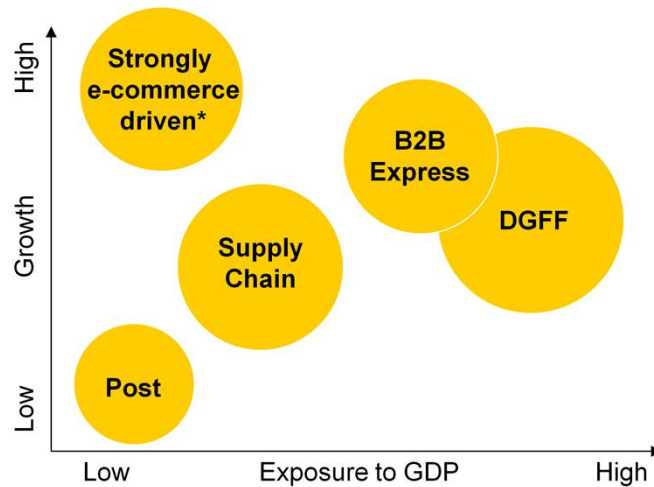 High
Growth
Low
Strongly
e-commerce
driven*
B2B
Express
DGFF
Supply
Chain
Post
Low
Exposure to GDP
High